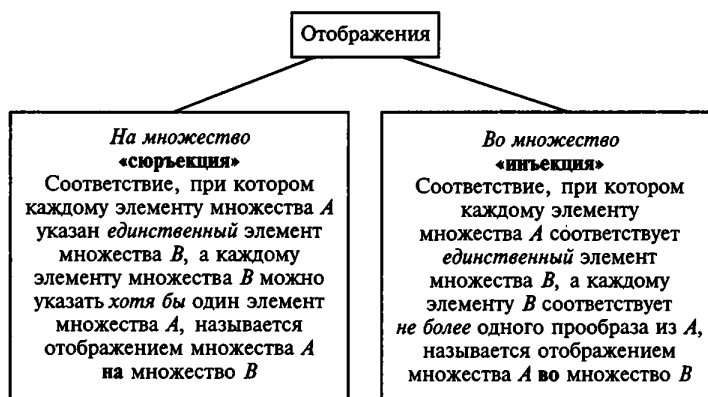 Отображения
На множество
«сюръекция»
Соответствие, при котором
каждому элементу множества A
указан единственный элемент
множества B, а каждому
элементу множества B можно
указать хотя бы один элемент
множества A, называется
отображением множества A
на множество B
Во множество
«инъекция»
Соответствие, при котором
каждому элементу
множества A соответствует
единственный элемент
множества B, а каждому
элементу B соответствует
не более одного прообраза из A,
называется отображением
множества A во множество B